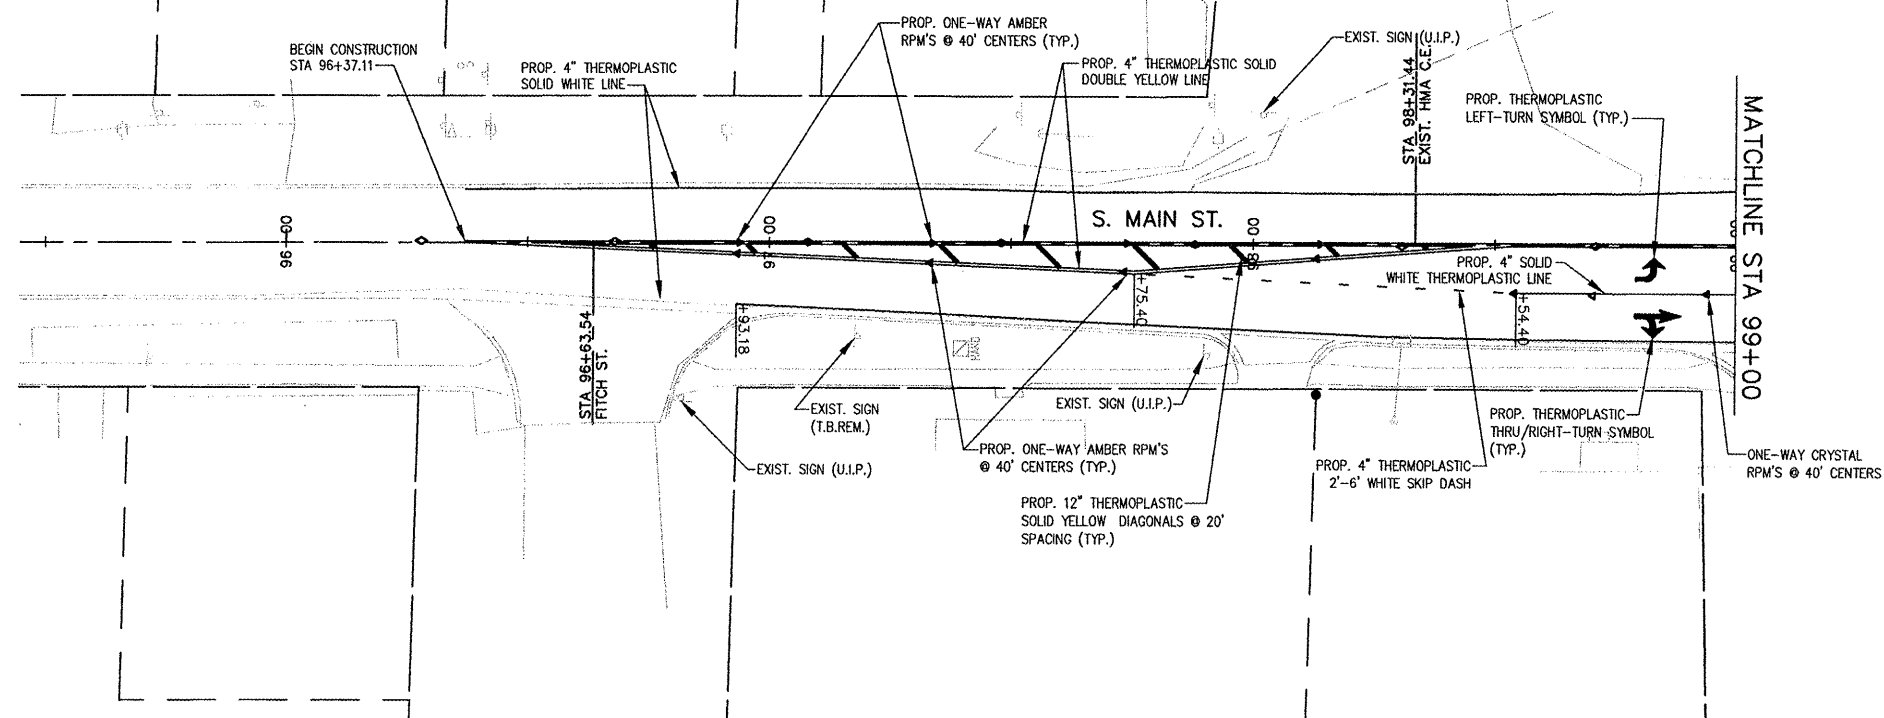 BEGIN CONSTRUCTION
STA 96+37.11
PROP. 4" THERMOPLASTIC
SOLID WHITE LINE
PROP. ONE-WAY AMBER
RPM'S @ 40' CENTERS (TYP.)
PROP. 4" THERMOPLASTIC SOLID
DOUBLE YELLOW LINE
EXIST. SIGN (U.I.P.)
STA 98+31.44
EXIST. HMA C.E.
PROP. THERMOPLASTIC
LEFT-TURN SYMBOL (TYP.)
MATCHLINE STA 99+00
S. MAIN ST.
96+00
97+00
98+00
PROP. 4" SOLID
WHITE THERMOPLASTIC LINE
+75.40
+54.40
+93.18
STA 96+63.54
FITCH ST.
EXIST. SIGN
(T.B.REM.)
EXIST. SIGN (U.I.P.)
EXIST. SIGN (U.I.P.)
PROP. ONE-WAY AMBER RPM'S
@ 40' CENTERS (TYP.)
PROP. 12" THERMOPLASTIC
SOLID YELLOW DIAGONALS @ 20'
SPACING (TYP.)
PROP. 4" THERMOPLASTIC
2'-6' WHITE SKIP DASH
PROP. THERMOPLASTIC
THRU/RIGHT-TURN SYMBOL
(TYP.)
ONE-WAY CRYSTAL
RPM'S @ 40' CENTERS